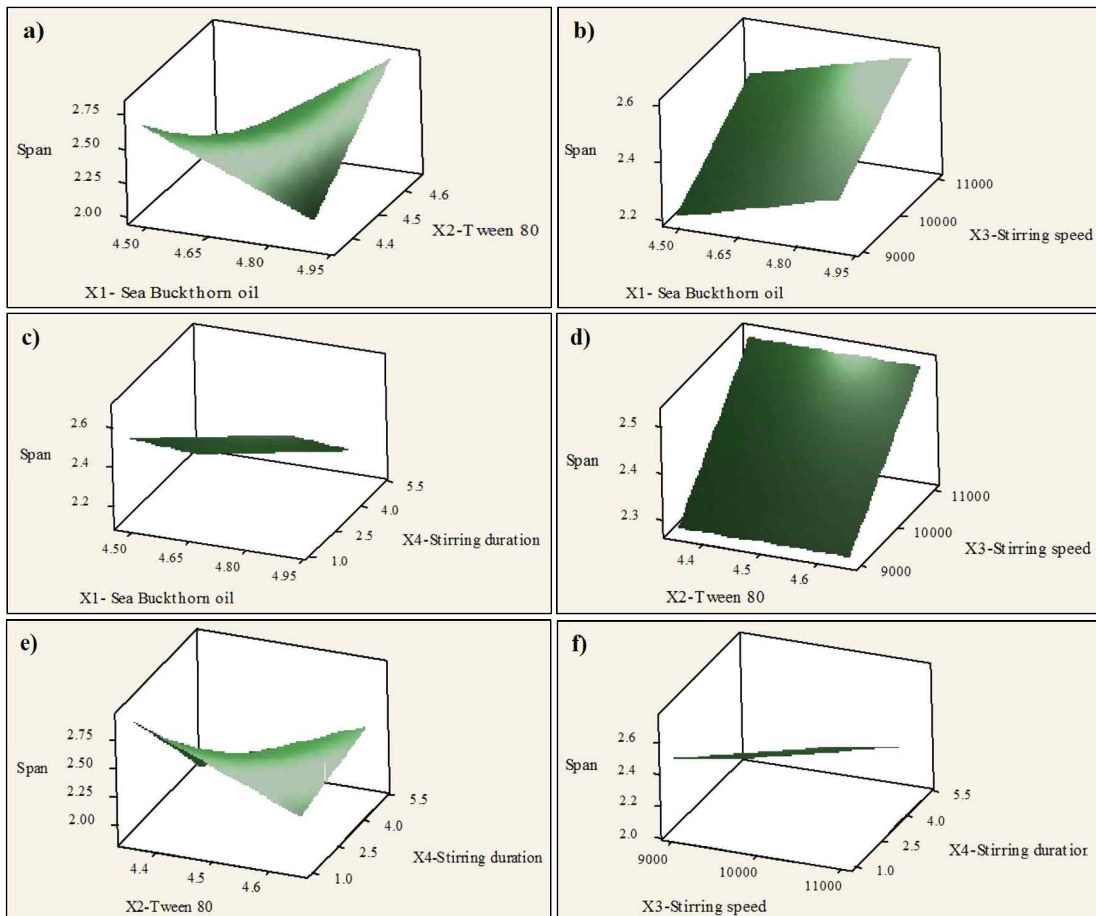 a)
2.75
2.50
Span
2.25
2.00
4.50
4.65
4.80
4.95
4.4
4.5
4.6
X2-Tween 80
X1- Sea Buckthorn oil
b)
2.6
Span
2.4
2.2
4.50
4.65
4.80
4.95
9000
10000
11000
X3-Stirring speed
X1- Sea Buckthorn oil
c)
2.6
Span
2.4
2.2
4.50
4.65
4.80
4.95
1.0
2.5
4.0
5.5
X4-Stirring duration
X1- Sea Buckthorn oil
d)
2.5
Span
2.4
2.3
4.4
4.5
4.6
9000
10000
11000
X3-Stirring speed
X2-Tween 80
e)
2.75
Span
2.50
2.25
2.00
4.4
4.5
4.6
1.0
2.5
4.0
5.5
X4-Stirring duration
X2-Tween 80
f)
2.6
Span
2.4
2.2
2.0
9000
10000
11000
1.0
2.5
4.0
5.5
X4-Stirring duration
X3-Stirring speed